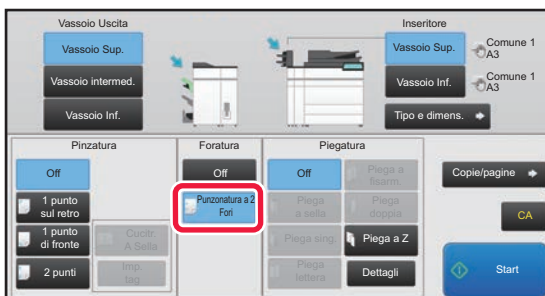 Vassoio Uscita
Inseritore
Vassoio Sup.
Vassoio Sup.
Comune 1
A3
Vassoio intermed.
Vassoio Inf.
Comune 1
A3
Vassoio Inf.
Tipo e dimens.
Pinzatura
Foratura
Piegatura
Off
Off
Off
Piega a
fisarm.
Copie/pagine
1 punto
sul retro
Punzonatura a 2
Fori
Piega
a sella
Piega
doppia
CA
1 punto
di fronte
Cucitr.
A Sella
Piega sing.
Piega a Z
2 punti
Imp.
tag
Piega
lettera
Dettagli
Start